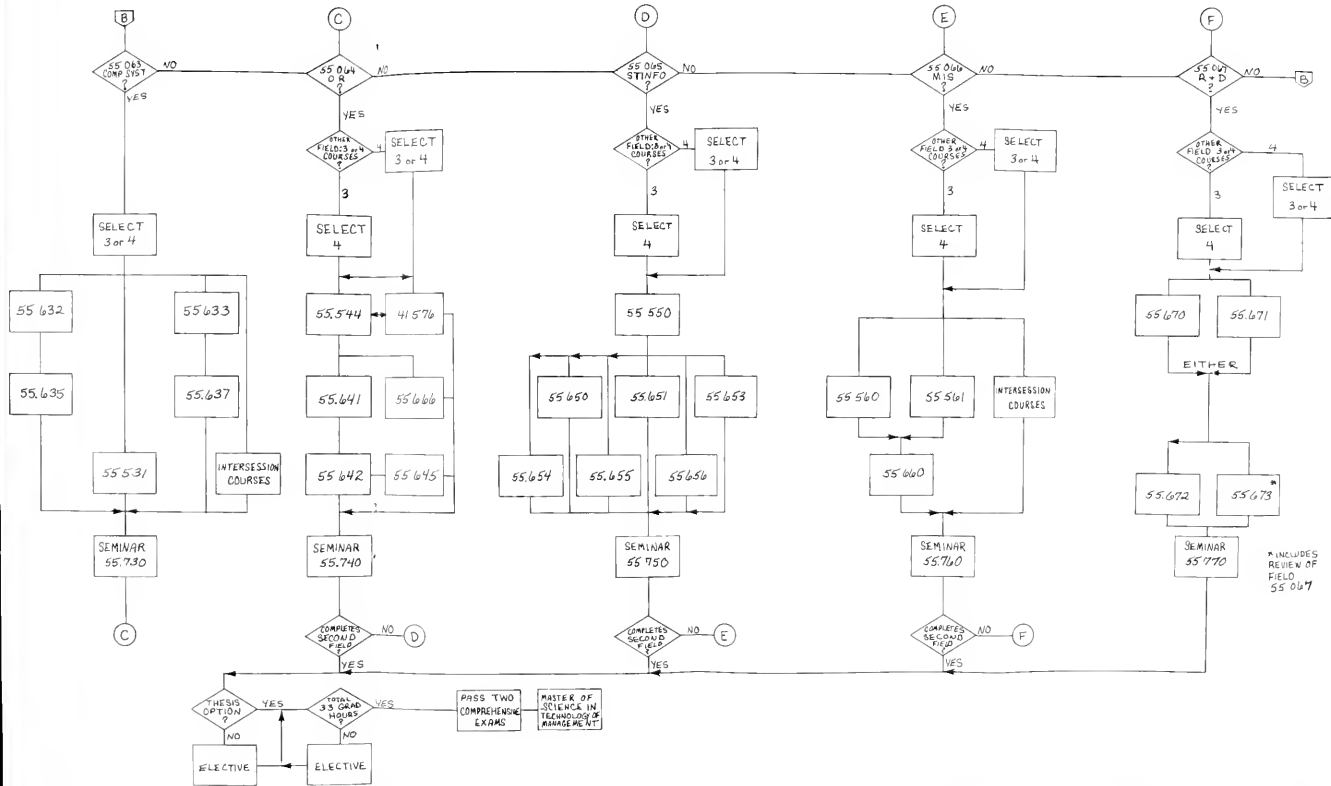 B
C
D
E
F
55 063
COMP SYST
?
NO
YES
55 064
O R
?
NO
YES
55 065
STINFO
?
NO
YES
55 066
MIS
?
NO
YES
55 067
R + D
?
NO
B
YES
OTHER
FIELD: 3 or 4
COURSES
?
4
3
SELECT
3 or 4
OTHER
FIELD: 3 or 4
COURSES
?
4
3
SELECT
3 or 4
OTHER
FIELD 3 or 4
COURSES
?
4
3
SELECT
3 or 4
OTHER
FIELD 3 or 4
COURSES
?
4
3
SELECT
3 or 4
SELECT
3 or 4
SELECT
4
SELECT
4
SELECT
4
SELECT
4
55 632
55 633
55.544
41 576
55 550
55 670
55.671
EITHER
55.635
55.637
55.641
55.666
55 650
55.651
55.653
55 560
55 561
INTERSESSION
COURSES
55 531
INTERSESSION
COURSES
55 642
55 645
55.654
55.655
55 656
55 660
55.672
55.673*
SEMINAR
55.730
SEMINAR
55.740
SEMINAR
55 750
SEMINAR
55.760
SEMINAR
55 770
* INCLUDES
REVIEW OF
FIELD
55 067
C
COMPLETES
SECOND
FIELD
?
NO
D
YES
COMPLETES
SECOND
FIELD
?
NO
E
YES
COMPLETES
SECOND
FIELD
?
NO
F
YES
THESIS
OPTION
?
YES
NO
TOTAL
33 GRAD
HOURS
?
YES
NO
PASS TWO
COMPREHENSIVE
EXAMS
MASTER OF
SCIENCE IN
TECHNOLOGY OF
MANAGEMENT
ELECTIVE
ELECTIVE